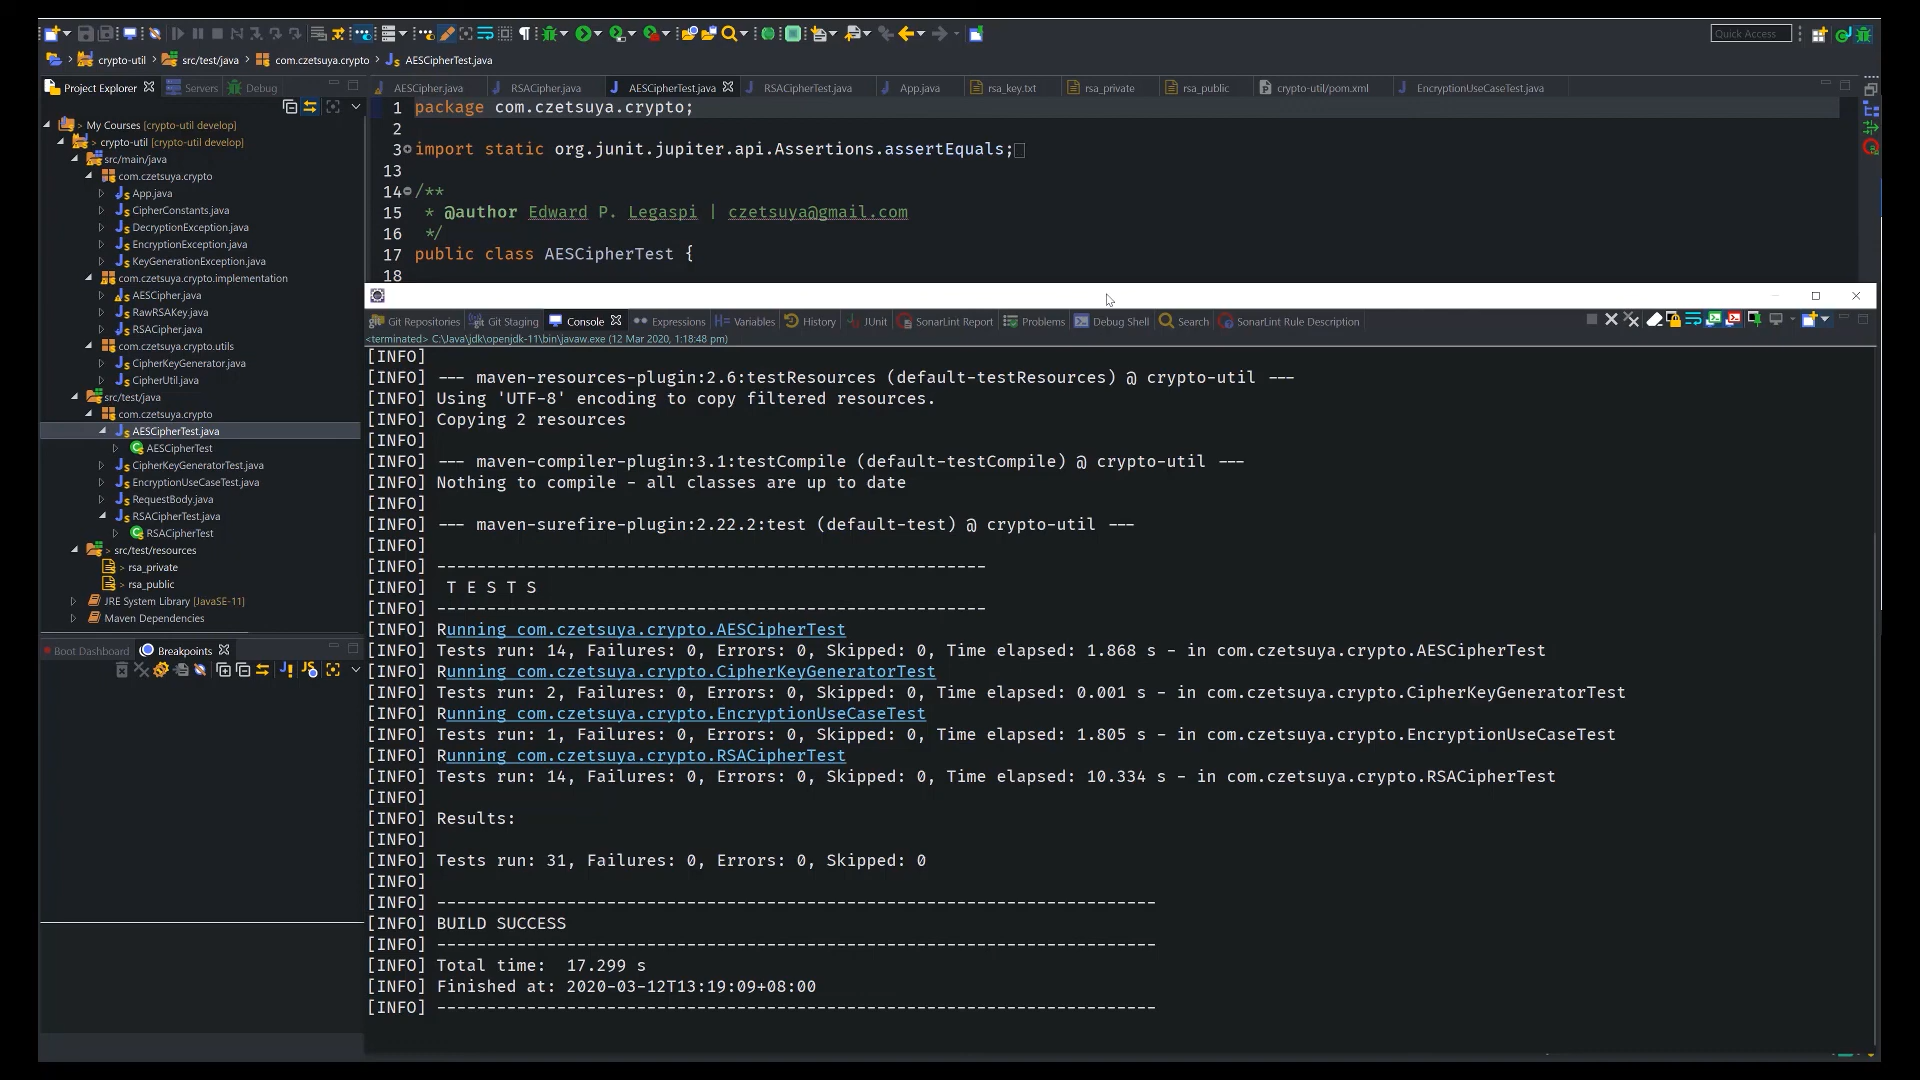 Quick Access
crypto-util > src/test/java > com.czetsuya.crypto > AESCipherTest.java
Project Explorer Servers Debug
AESCipher.java RSACipher.java AESCipherTest.java RSACipherTest.java App.java rsa_key.txt rsa_private rsa_public crypto-util/pom.xml EncryptionUseCaseTest.java
> My Courses [crypto-util develop]
> crypto-util [crypto-util develop]
src/main/java
com.czetsuya.crypto
App.java
CipherConstants.java
DecryptionException.java
EncryptionException.java
KeyGenerationException.java
com.czetsuya.crypto.implementation
AESCipher.java
RawRSAKey.java
RSACipher.java
com.czetsuya.crypto.utils
CipherKeyGenerator.java
CipherUtil.java
src/test/java
com.czetsuya.crypto
AESCipherTest.java
AESCipherTest
CipherKeyGeneratorTest.java
EncryptionUseCaseTest.java
RequestBody.java
RSACipherTest.java
RSACipherTest
> src/test/resources
> rsa_private
> rsa_public
JRE System Library [JavaSE-11]
Maven Dependencies
Boot Dashboard Breakpoints
1 package com.czetsuya.crypto;
2
3 import static org.junit.jupiter.api.Assertions.assertEquals;
13
14 /**
15 * @author Edward P. Legaspi | czetsuya@gmail.com
16 */
17 public class AESCipherTest {
18
Git Repositories Git Staging Console Expressions Variables History JUnit SonarLint Report Problems Debug Shell Search SonarLint Rule Description
<terminated> C:\Java\jdk\openjdk-11\bin\javaw.exe (12 Mar 2020, 1:18:48 pm)
[INFO]
[INFO] --- maven-resources-plugin:2.6:testResources (default-testResources) @ crypto-util ---
[INFO] Using 'UTF-8' encoding to copy filtered resources.
[INFO] Copying 2 resources
[INFO]
[INFO] --- maven-compiler-plugin:3.1:testCompile (default-testCompile) @ crypto-util ---
[INFO] Nothing to compile - all classes are up to date
[INFO]
[INFO] --- maven-surefire-plugin:2.22.2:test (default-test) @ crypto-util ---
[INFO]
[INFO] -------------------------------------------------------
[INFO] T E S T S
[INFO] -------------------------------------------------------
[INFO] Running com.czetsuya.crypto.AESCipherTest
[INFO] Tests run: 14, Failures: 0, Errors: 0, Skipped: 0, Time elapsed: 1.868 s - in com.czetsuya.crypto.AESCipherTest
[INFO] Running com.czetsuya.crypto.CipherKeyGeneratorTest
[INFO] Tests run: 2, Failures: 0, Errors: 0, Skipped: 0, Time elapsed: 0.001 s - in com.czetsuya.crypto.CipherKeyGeneratorTest
[INFO] Running com.czetsuya.crypto.EncryptionUseCaseTest
[INFO] Tests run: 1, Failures: 0, Errors: 0, Skipped: 0, Time elapsed: 1.805 s - in com.czetsuya.crypto.EncryptionUseCaseTest
[INFO] Running com.czetsuya.crypto.RSACipherTest
[INFO] Tests run: 14, Failures: 0, Errors: 0, Skipped: 0, Time elapsed: 10.334 s - in com.czetsuya.crypto.RSACipherTest
[INFO]
[INFO] Results:
[INFO]
[INFO] Tests run: 31, Failures: 0, Errors: 0, Skipped: 0
[INFO]
[INFO] ------------------------------------------------------------------------
[INFO] BUILD SUCCESS
[INFO] ------------------------------------------------------------------------
[INFO] Total time: 17.299 s
[INFO] Finished at: 2020-03-12T13:19:09+08:00
[INFO] ------------------------------------------------------------------------